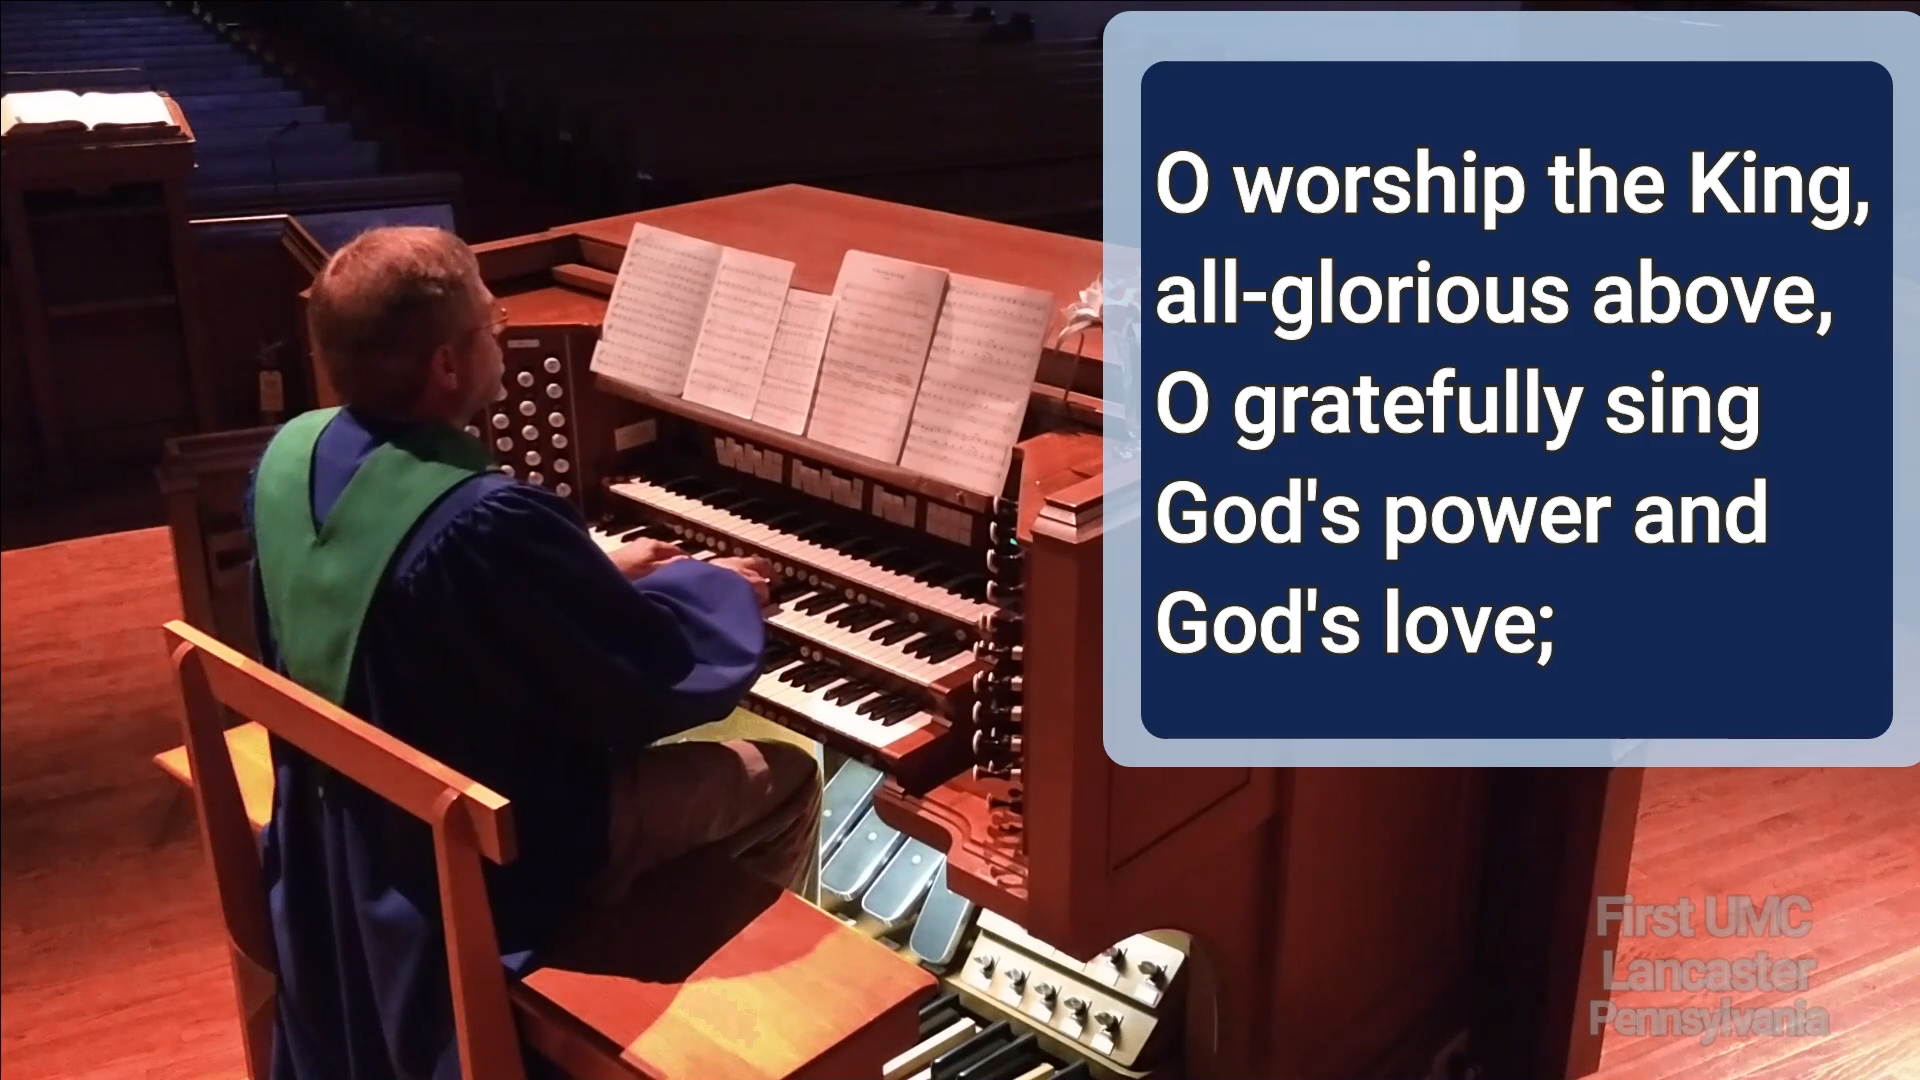 O worship the King,
all-glorious above,
O gratefully sing
God's power and
God's love;
First UMC
Lancaster
Pennsylvania